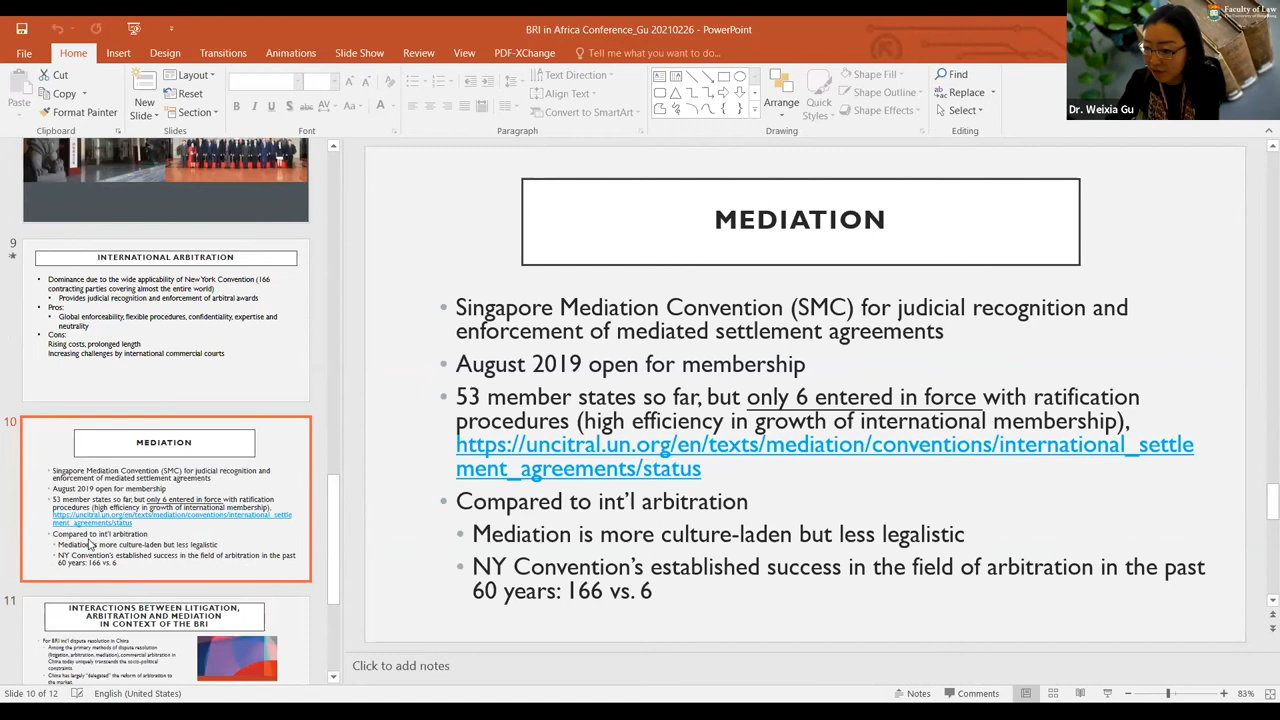 BRI in Africa Conference_Gu 20210226 - PowerPoint
Faculty of Law
The University of Hong Kong
Dr. Weixia Gu
File Home Insert Design Transitions Animations Slide Show Review View PDF-XChange Tell me what you want to do...
Paste
Cut
Copy
Format Painter
Clipboard
New
Slide
Layout
Reset
Section
Slides
Font
Text Direction
Align Text
Convert to SmartArt
Paragraph
Arrange
Quick
Styles
Shape Fill
Shape Outline
Shape Effects
Drawing
Find
Replace
Select
Editing
9
INTERNATIONAL ARBITRATION
• Dominance due to the wide applicability of New York Convention (166
contracting parties covering almost the entire world)
• Provides judicial recognition and enforcement of arbitral awards
• Pros:
• Global enforceability, flexible procedures, confidentiality, expertise and
neutrality
• Cons:
Rising costs, prolonged length
Increasing challenges by international commercial courts
10
MEDIATION
• Singapore Mediation Convention (SMC) for judicial recognition and
enforcement of mediated settlement agreements
• August 2019 open for membership
• 53 member states so far, but only 6 entered in force with ratification
procedures (high efficiency in growth of international membership),
https://uncitral.un.org/en/texts/mediation/conventions/international_settle
ment_agreements/status
• Compared to int'l arbitration
• Mediation is more culture-laden but less legalistic
• NY Convention's established success in the field of arbitration in the past
60 years: 166 vs. 6
11
INTERACTIONS BETWEEN LITIGATION,
ARBITRATION AND MEDIATION
IN CONTEXT OF THE BRI
• For BRI int'l dispute resolution in China
• Among the primary methods of dispute resolution
(litigation, arbitration, mediation), commercial arbitration in
China today uniquely transcends the socio-political
constraints.
• China has largely "delegated" the reform of arbitration to
the market.
MEDIATION
• Singapore Mediation Convention (SMC) for judicial recognition and
enforcement of mediated settlement agreements
• August 2019 open for membership
• 53 member states so far, but only 6 entered in force with ratification
procedures (high efficiency in growth of international membership),
https://uncitral.un.org/en/texts/mediation/conventions/international_settle
ment_agreements/status
• Compared to int'l arbitration
• Mediation is more culture-laden but less legalistic
• NY Convention's established success in the field of arbitration in the past
60 years: 166 vs. 6
Click to add notes
Slide 10 of 12 English (United States) Notes Comments 83%